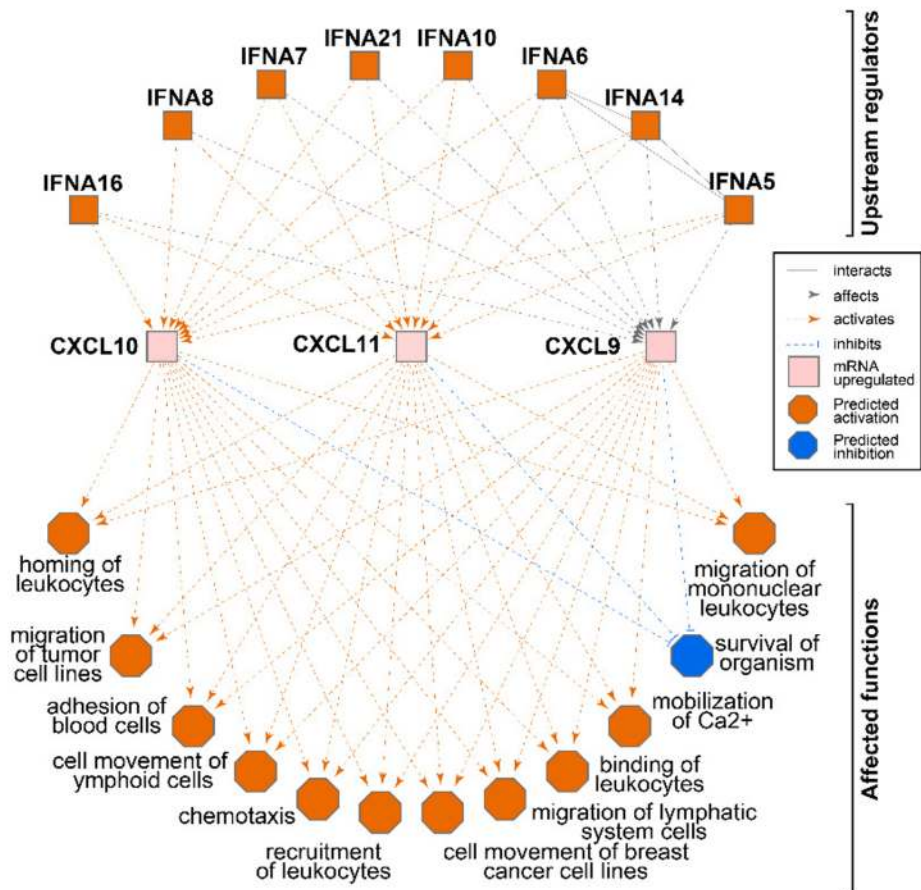 IFNA21
IFNA10
IFNA7
IFNA6
IFNA8
IFNA14
IFNA16
IFNA5
Upstream regulators
interacts
affects
activates
inhibits
mRNA
upregulated
Predicted
activation
Predicted
inhibition
CXCL10
CXCL11
CXCL9
homing of
leukocytes
migration of
mononuclear
leukocytes
migration
of tumor
cell lines
survival of
organism
adhesion of
blood cells
mobilization
of Ca2+
cell movement of
ymphoid cells
binding of
leukocytes
chemotaxis
migration of lymphatic
system cells
recruitment
of leukocytes
cell movement of breast
cancer cell lines
Affected functions